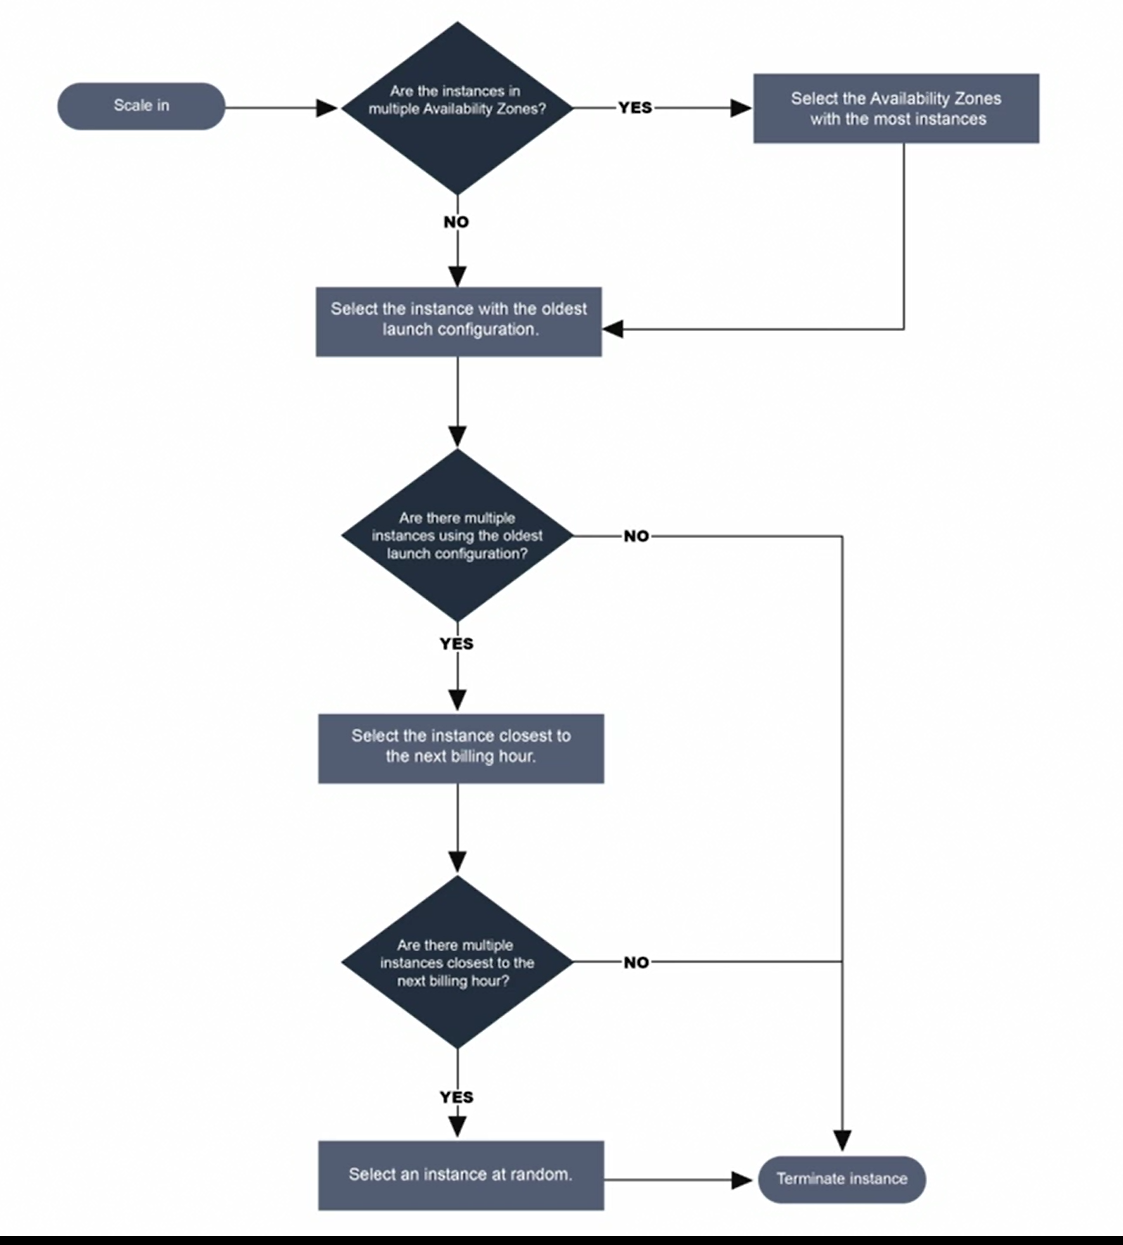 Scale in
Are the instances in
multiple Availability Zones?
YES
Select the Availability Zones
with the most instances
NO
Select the instance with the oldest
launch configuration.
Are there multiple
instances using the oldest
launch configuration?
NO
YES
Select the instance closest to
the next billing hour.
Are there multiple
instances closest to the
next billing hour?
NO
YES
Select an instance at random.
Terminate instance